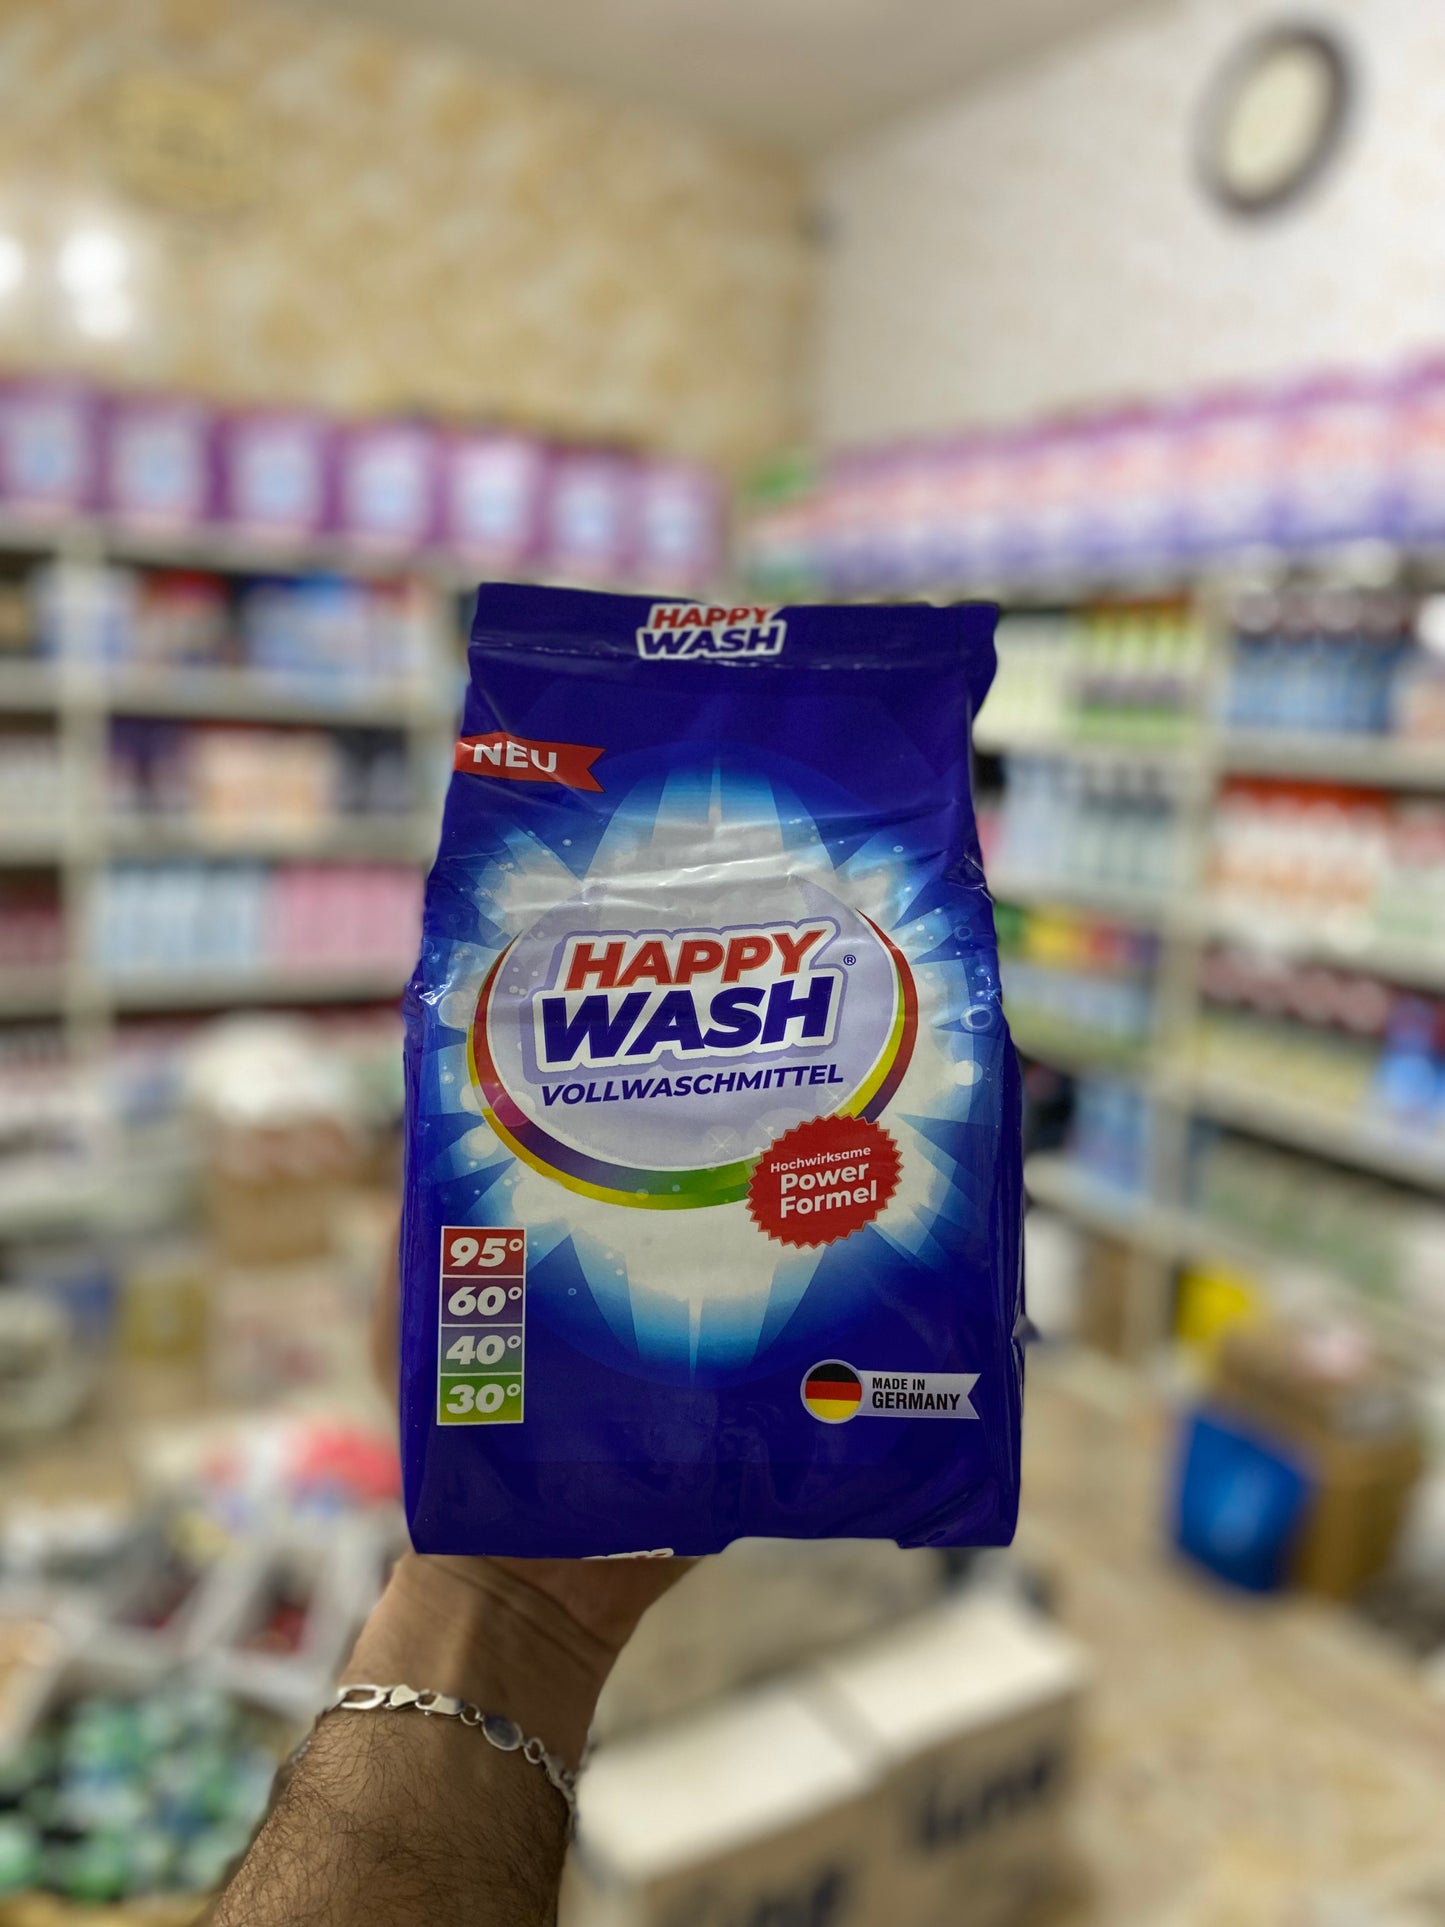 HAPPY
WASH
NEU
HAPPY
WASH®
VOLLWASCHMITTEL
Hochwirksame
Power
Formel
95°
60°
40°
30°
MADE IN
GERMANY